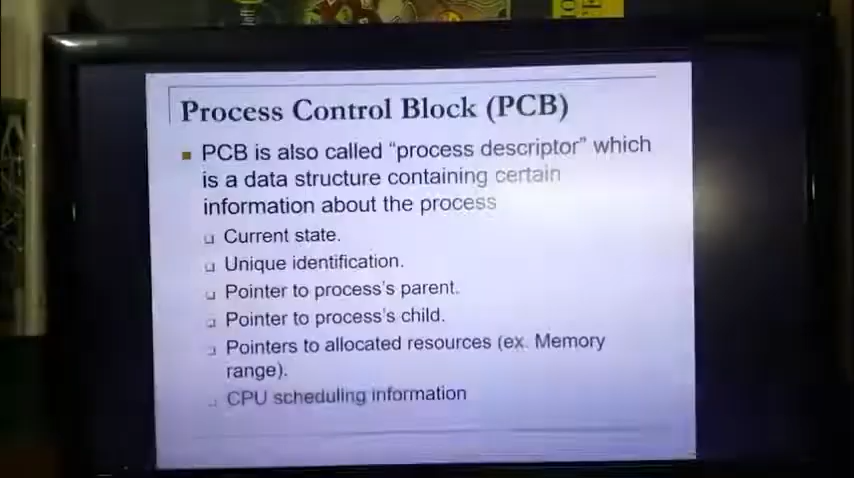 Process Control Block (PCB)
PCB is also called “process descriptor” which
is a data structure containing certain
information about the process
Current state.
Unique identification.
Pointer to process's parent.
Pointer to process's child.
Pointers to allocated resources (ex. Memory
range).
CPU scheduling information